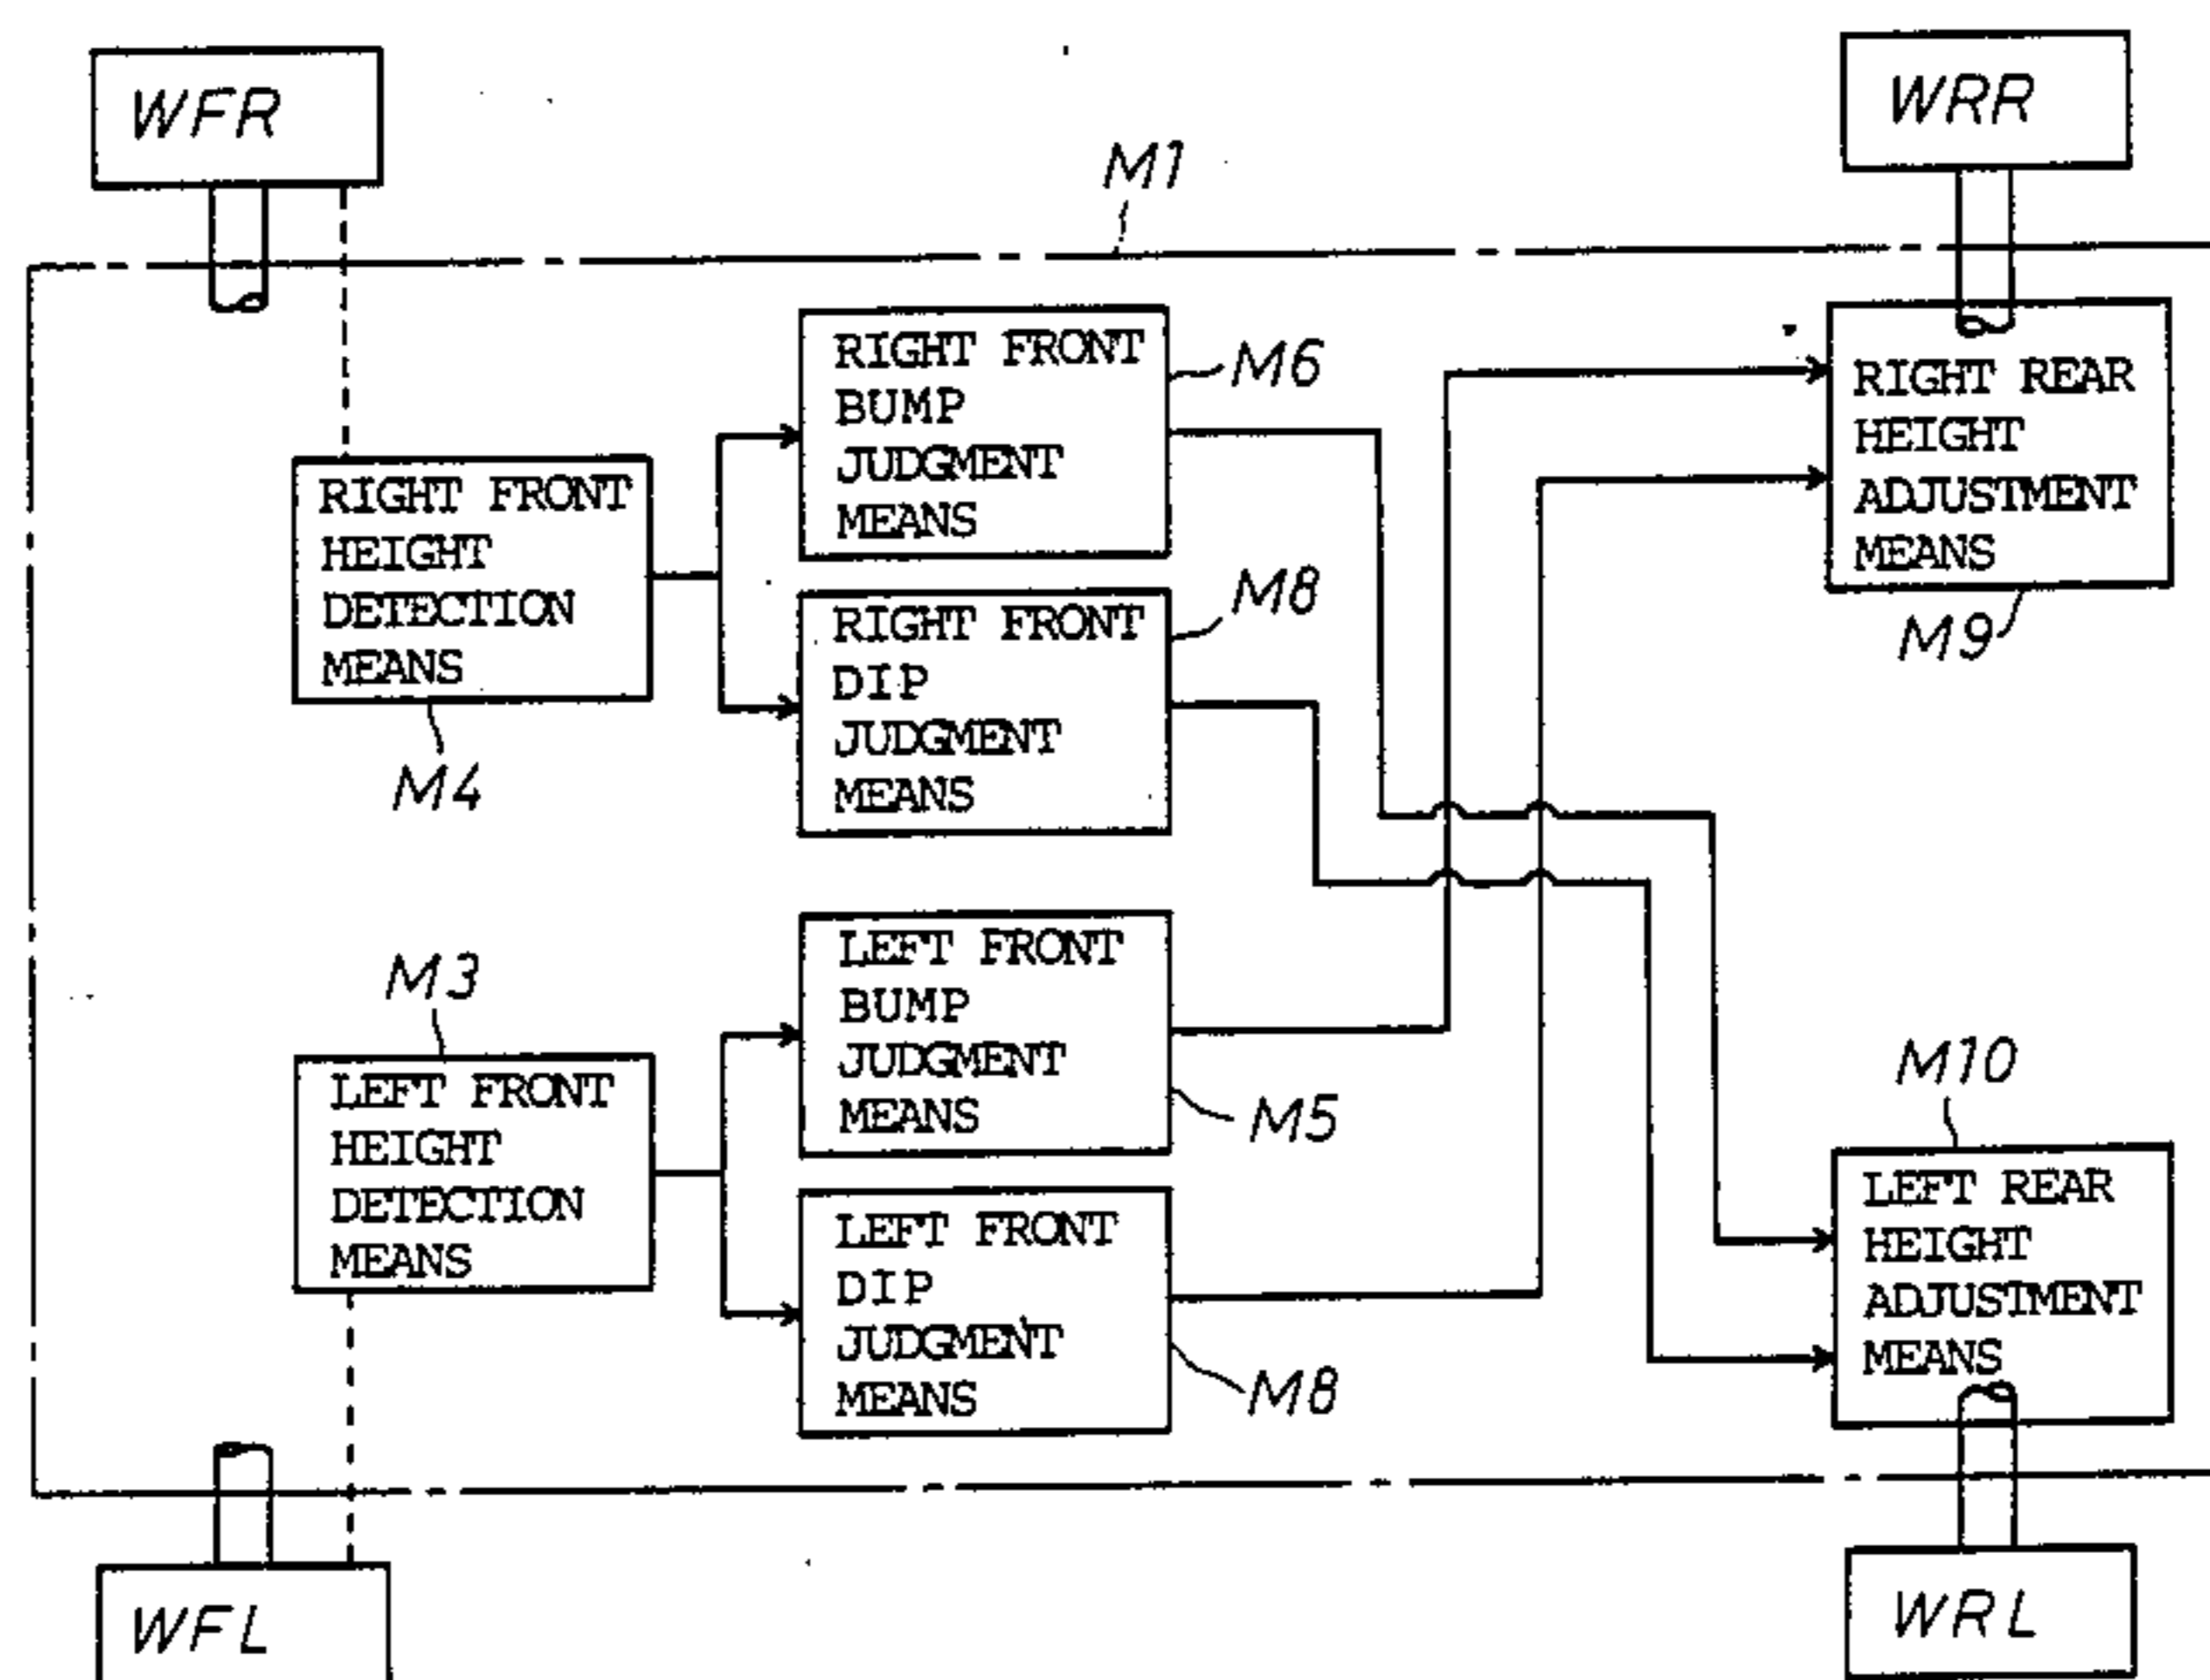 WFR
WRR
M1
RIGHT FRONT
BUMP
JUDGMENT
MEANS
M6
RIGHT REAR
HEIGHT
ADJUSTMENT
MEANS
M9
RIGHT FRONT
HEIGHT
DETECTION
MEANS
M4
RIGHT FRONT
DIP
JUDGMENT
MEANS
M8
M3
LEFT FRONT
HEIGHT
DETECTION
MEANS
LEFT FRONT
BUMP
JUDGMENT
MEANS
M5
LEFT FRONT
DIP
JUDGMENT
MEANS
M8
M10
LEFT REAR
HEIGHT
ADJUSTMENT
MEANS
WFL
WRL